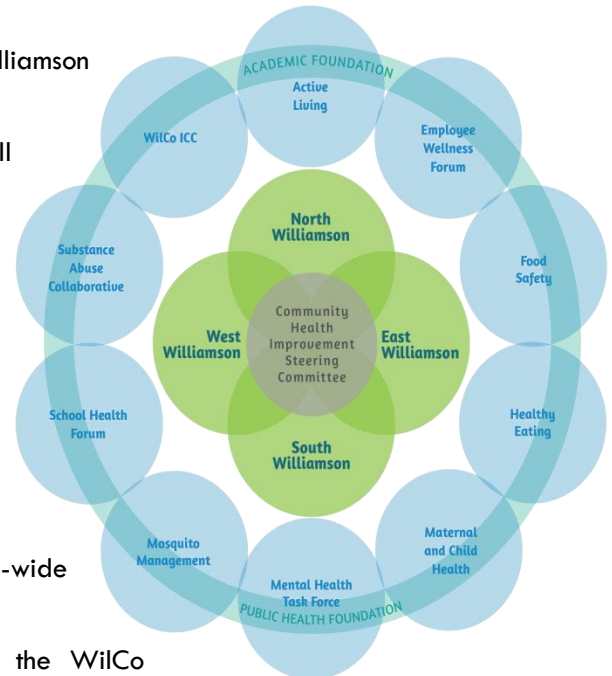 lliamson
ll
-wide
the WilCo
ACADEMIC FOUNDATION
Active
Living
WilCo ICC
Employee
Wellness
Forum
Substance
Abuse
Collaborative
North
Williamson
Food
Safety
West
Williamson
Community
Health
Improvement
Steering
Committee
East
Williamson
School Health
Forum
South
Williamson
Healthy
Eating
Mosquito
Management
Mental Health
Task Force
Maternal
and Child
Health
PUBLIC HEALTH FOUNDATION